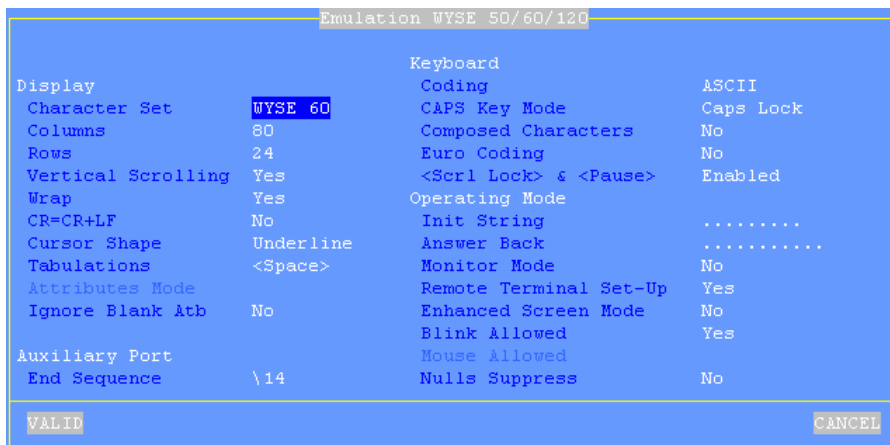 Emulation WYSE 50/60/120
Display
Character Set WYSE 60
Columns 80
Rows 24
Vertical Scrolling Yes
Wrap Yes
CR=CR+LF No
Cursor Shape Underline
Tabulations <Space>
Attributes Mode
Ignore Blank Atb No
Auxiliary Port
End Sequence \14
Keyboard
Coding ASCII
CAPS Key Mode Caps Lock
Composed Characters No
Euro Coding No
<Scrl Lock> & <Pause> Enabled
Operating Mode
Init String .........
Answer Back ...........
Monitor Mode No
Remote Terminal Set-Up Yes
Enhanced Screen Mode No
Blink Allowed Yes
Mouse Allowed
Nulls Suppress No
VALID
CANCEL